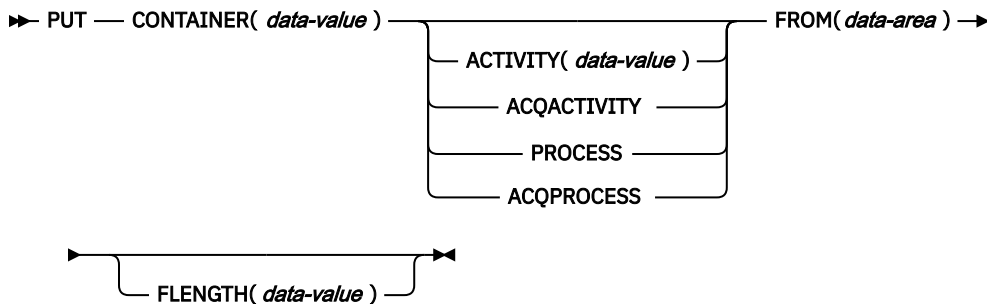 PUT CONTAINER( data-value ) FROM( data-area )
ACTIVITY( data-value )
ACQACTIVITY
PROCESS
ACQPROCESS
FLENGTH( data-value )